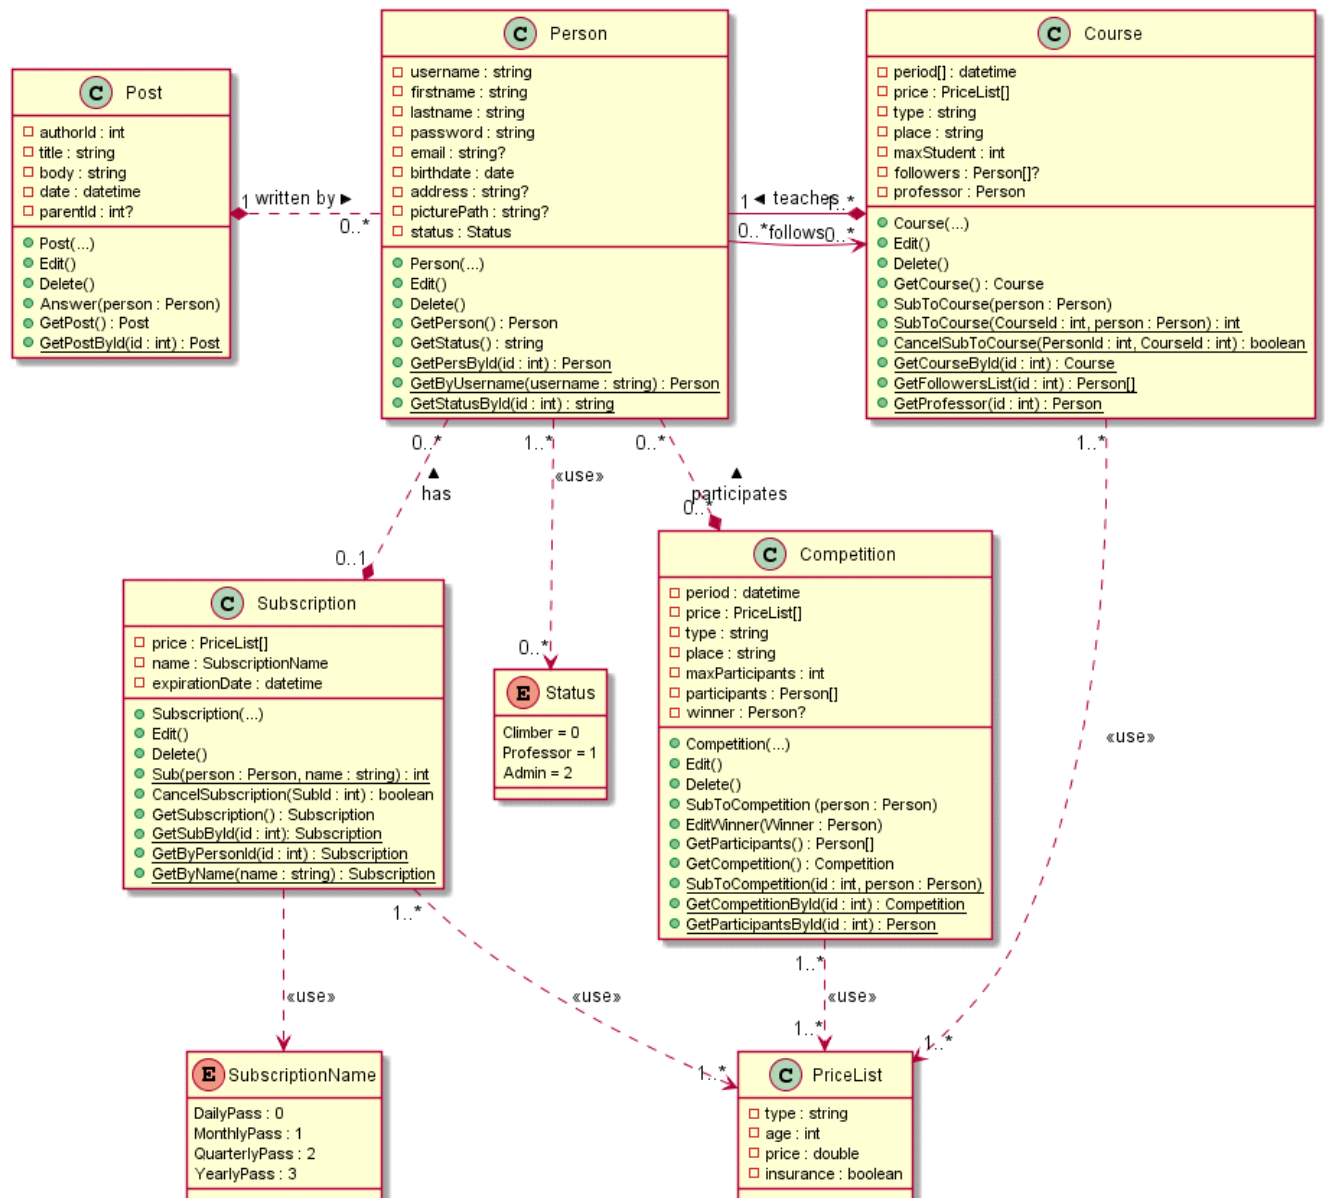 C Post
authorId : int
title : string
body : string
date : datetime
parentId : int?
Post(...)
Edit()
Delete()
Answer(person : Person)
GetPost() : Post
GetPostById(id : int) : Post
1 written by ▶
0..*
C Person
username : string
firstname : string
lastname : string
password : string
email : string?
birthdate : date
address : string?
picturePath : string?
status : Status
Person(...)
Edit()
Delete()
GetPerson() : Person
GetStatus() : string
GetPersById(id : int) : Person
GetByUsername(username : string) : Person
GetStatusById(id : int) : string
1 ◀ teaches 1..*
0..* follows 0..*
C Course
period[] : datetime
price : PriceList[]
type : string
place : string
maxStudent : int
followers : Person[]?
professor : Person
Course(...)
Edit()
Delete()
GetCourse() : Course
SubToCourse(person : Person)
SubToCourse(CourseId : int, person : Person) : int
CancelSubToCourse(PersonId : int, CourseId : int) : boolean
GetCourseById(id : int) : Course
GetFollowersList(id : int) : Person[]
GetProfessor(id : int) : Person
0..*
▲
has
0..1
1..*
«use»
0..*
0..*
▲
participates
0..*
1..*
«use»
1..*
C Subscription
price : PriceList[]
name : SubscriptionName
expirationDate : datetime
Subscription(...)
Edit()
Delete()
Sub(person : Person, name : string) : int
CancelSubscription(SubId : int) : boolean
GetSubscription() : Subscription
GetSubById(id : int): Subscription
GetByPersonId(id : int) : Subscription
GetByName(name : string) : Subscription
E Status
Climber = 0
Professor = 1
Admin = 2
C Competition
period : datetime
price : PriceList[]
type : string
place : string
maxParticipants : int
participants : Person[]
winner : Person?
Competition(...)
Edit()
Delete()
SubToCompetition (person : Person)
EditWinner(Winner : Person)
GetParticipants() : Person[]
GetCompetition() : Competition
SubToCompetition(id : int, person : Person)
GetCompetitionById(id : int) : Competition
GetParticipantsById(id : int) : Person
«use»
1..*
«use»
1..*
1..*
«use»
1..*
E SubscriptionName
DailyPass : 0
MonthlyPass : 1
QuarterlyPass : 2
YearlyPass : 3
C PriceList
type : string
age : int
price : double
insurance : boolean